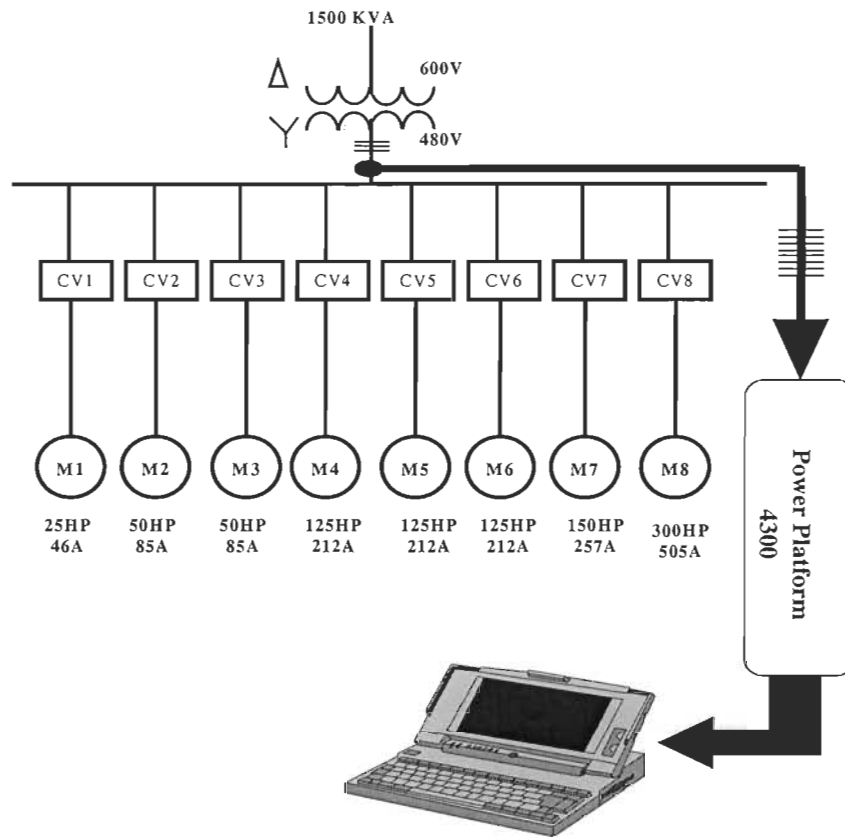 1500 KVA
Δ
600V
Y
480V
CV1
CV2
CV3
CV4
CV5
CV6
CV7
CV8
M1
M2
M3
M4
M5
M6
M7
M8
25HP
46A
50HP
85A
50HP
85A
125HP
212A
125HP
212A
125HP
212A
150HP
257A
300HP
505A
Power Platform
4300